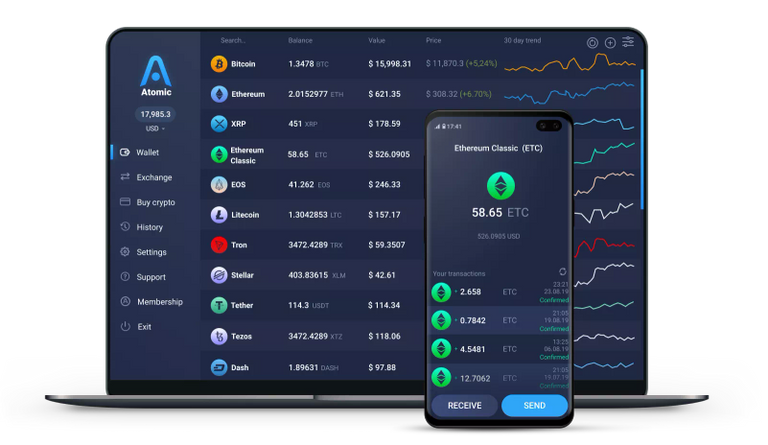 Search... Balance Value Price 30 day trend
Bitcoin 1.3478 BTC $ 15,998.31 $ 11,870.3 (+5,24%)
Atomic
Ethereum 2.0152977 ETH $ 621.35 $ 308.32 (+6.70%)
17,985.3
USD
XRP 451 XRP $ 178.59
Wallet
Ethereum
Classic 58.65 ETC $ 526.0905
Exchange
EOS 41.262 EOS $ 246.33
Buy crypto
Litecoin 1.3042853 LTC $ 157.17
History
Tron 3472.4289 TRX $ 59.3507
Settings
Stellar 403.83615 XLM $ 42.61
Support
Tether 114.3 USDT $ 114.34
Membership
Tezos 3472.4289 XTZ $ 118.06
Exit
Dash 1.89631 DASH $ 97.88
17:41
Ethereum Classic (ETC)
58.65 ETC
526.0935 USD
Your transactions
23:21
2.658 ETC 23.08.19
Confirmed
21:05
0.7842 ETC 19.08.19
Confirmed
13:25
4.5481 ETC 06.08.19
Confirmed
21:05
12.7062 ETC 19.07.19
Confirmed
RECEIVE SEND